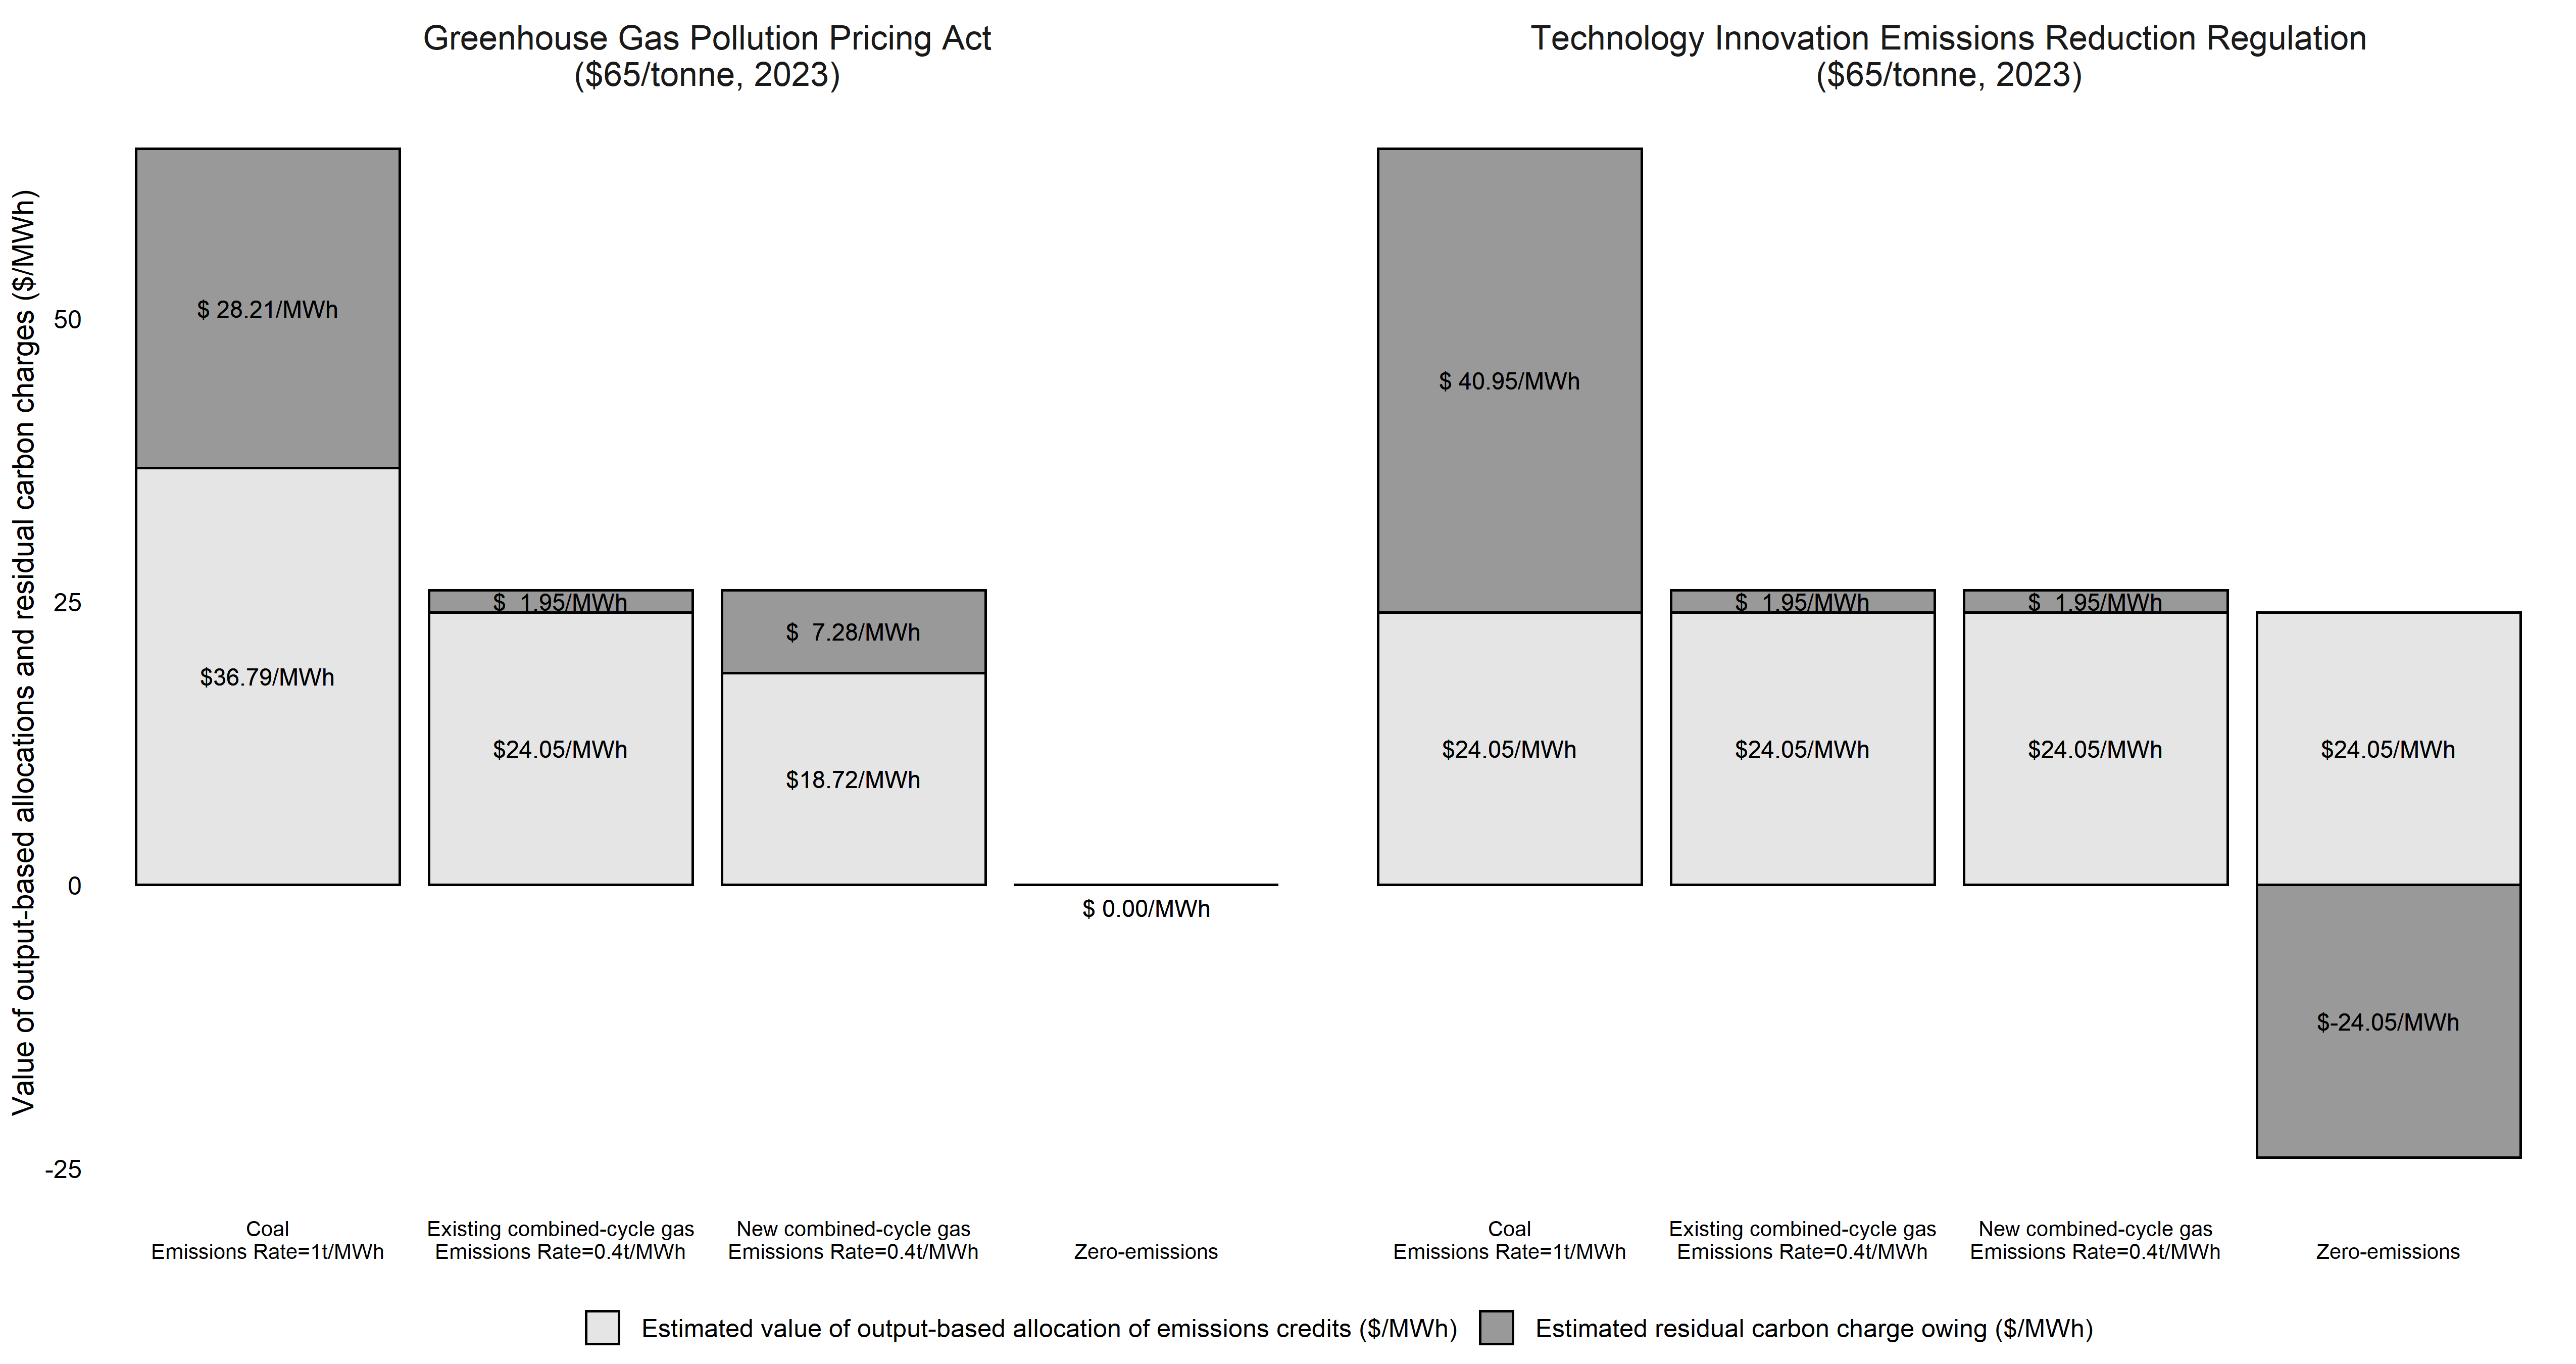 Greenhouse Gas Pollution Pricing Act
($65/tonne, 2023)
Technology Innovation Emissions Reduction Regulation
($65/tonne, 2023)
Value of output-based allocations and residual carbon charges ($/MWh)
50
25
0
-25
$ 28.21/MWh
$36.79/MWh
$  1.95/MWh
$24.05/MWh
$  7.28/MWh
$18.72/MWh
$ 0.00/MWh
$ 40.95/MWh
$24.05/MWh
$  1.95/MWh
$24.05/MWh
$  1.95/MWh
$24.05/MWh
$24.05/MWh
$-24.05/MWh
Coal
Emissions Rate=1t/MWh
Existing combined-cycle gas
Emissions Rate=0.4t/MWh
New combined-cycle gas
Emissions Rate=0.4t/MWh
Zero-emissions
Coal
Emissions Rate=1t/MWh
Existing combined-cycle gas
Emissions Rate=0.4t/MWh
New combined-cycle gas
Emissions Rate=0.4t/MWh
Zero-emissions
Estimated value of output-based allocation of emissions credits ($/MWh)
Estimated residual carbon charge owing ($/MWh)